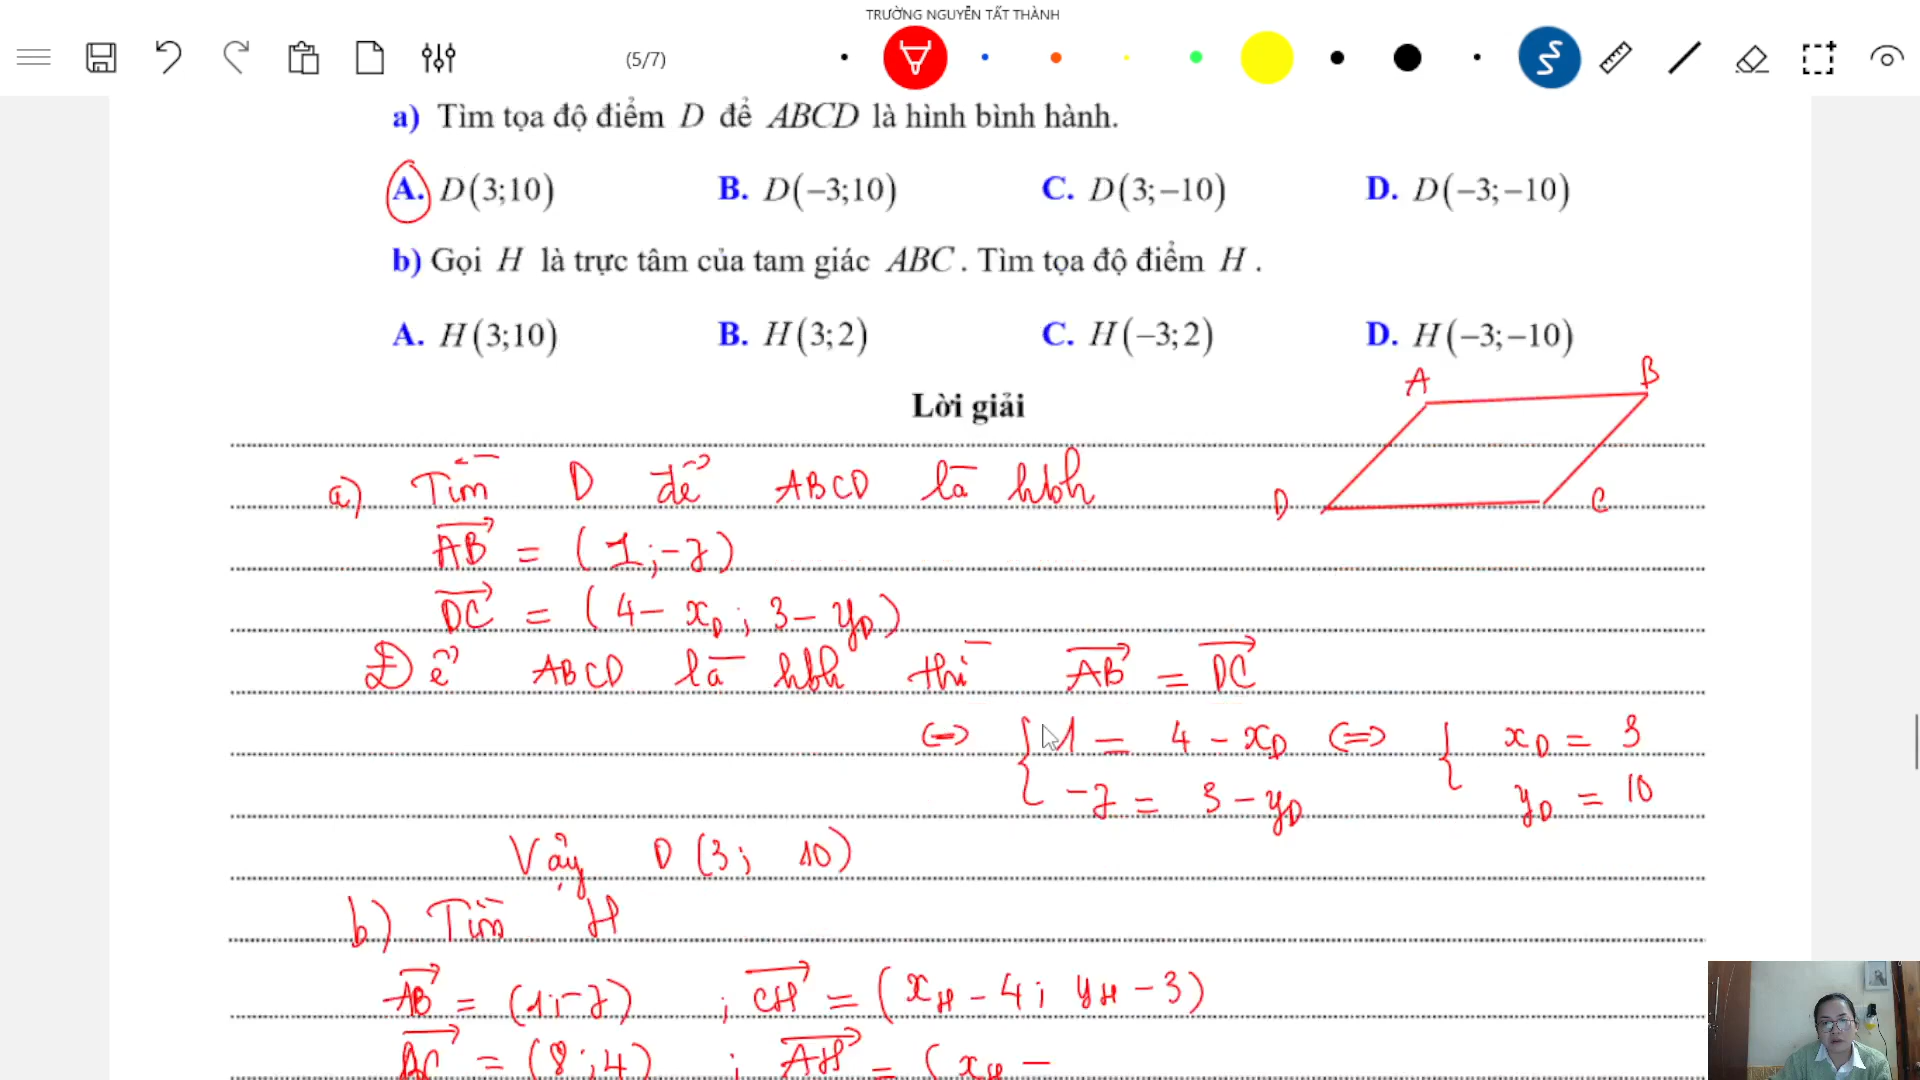 TRƯỜNG NGUYỄN TẤT THÀNH
(5/7)
a) Tìm tọa độ điểm D để ABCD là hình bình hành.
A. D(3;10) B. D(−3;10) C. D(3;−10) D. D(−3;−10)
b) Gọi H là trực tâm của tam giác ABC. Tìm tọa độ điểm H.
A. H(3;10) B. H(3;2) C. H(−3;2) D. H(−3;−10)
Lời giải
A B
D C
a) Tìm D để ABCD là hbh
AB⃗ = (1;−7)
DC⃗ = (4 − x_D; 3 − y_D)
Để ABCD là hbh thì AB⃗ = DC⃗
⇔ { 1 = 4 − x_D ⇔ { x_D = 3
−7 = 3 − y_D y_D = 10
Vậy D (3; 10)
b) Tìm H
AB⃗ = (1;−7) ; CH⃗ = (x_H − 4; y_H − 3)
BC⃗ = (8;4) ; AH⃗ = (x_H −